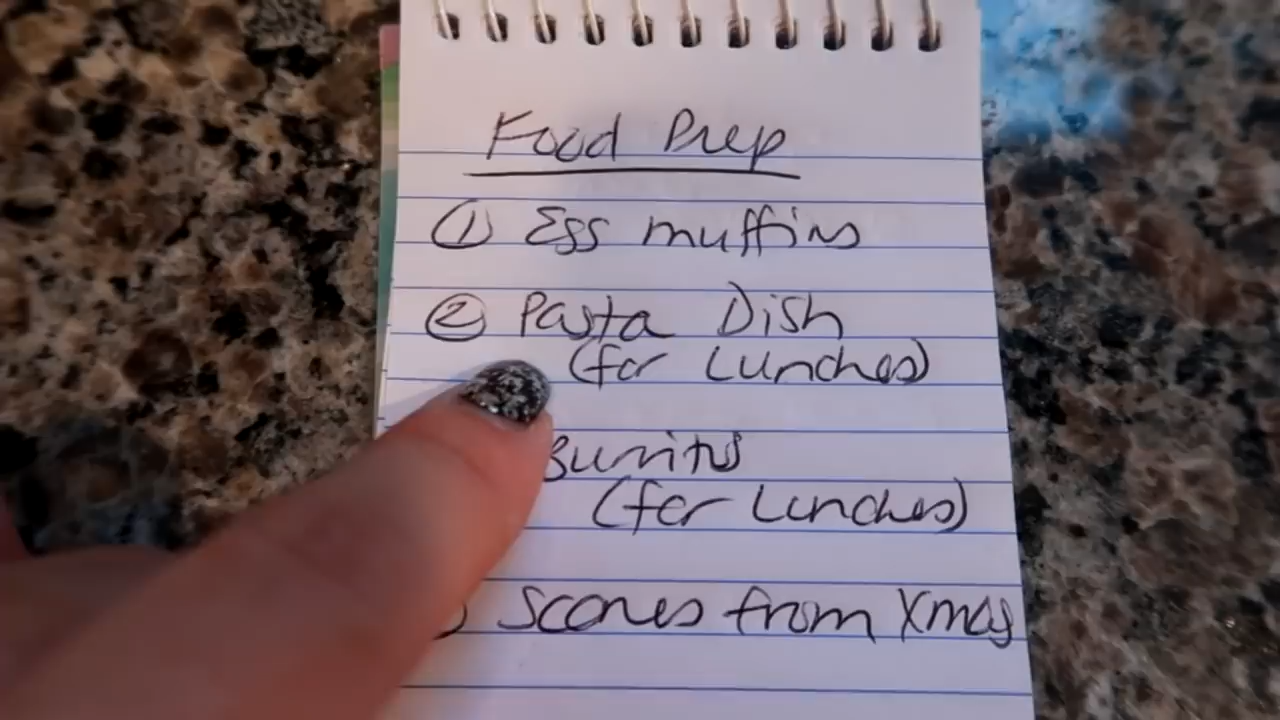 Food Prep
① Egg muffins
② Pasta Dish
(for Lunches)
Burritos
(for Lunches)
Scones from Xmas